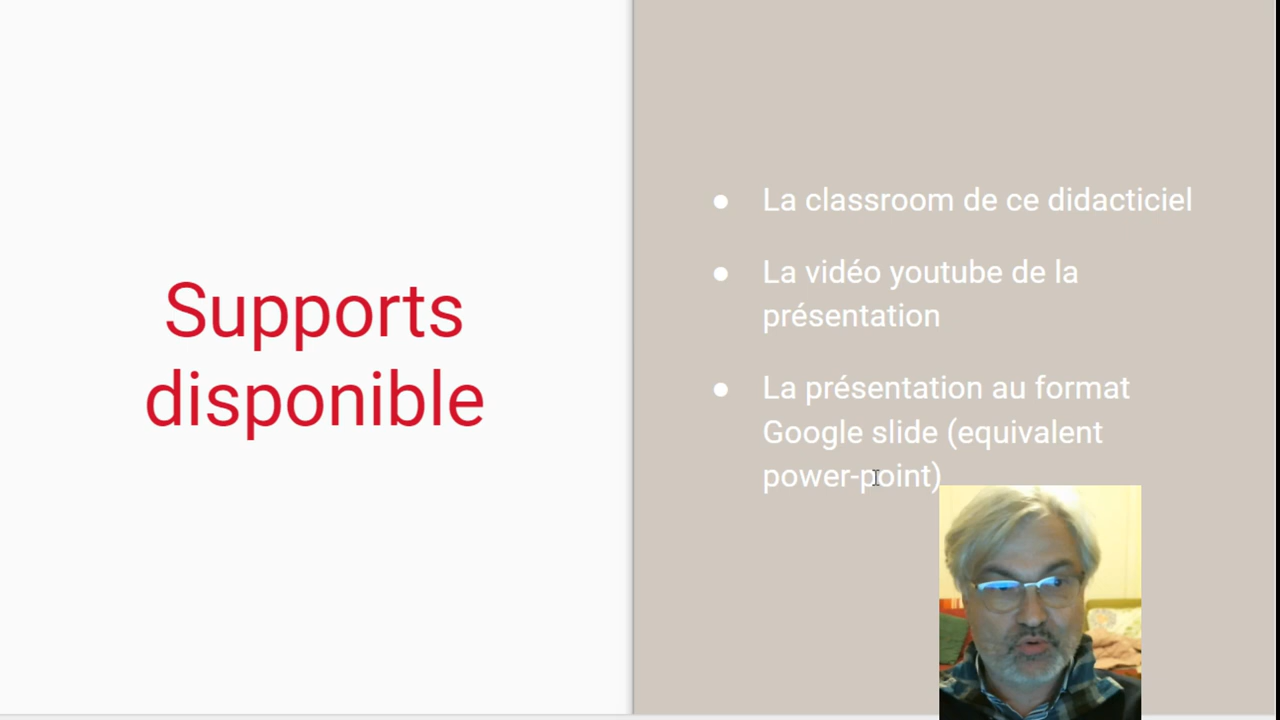 Supports
disponible
● La classroom de ce didacticiel
● La vidéo youtube de la
présentation
● La présentation au format
Google slide (equivalent
power-point)